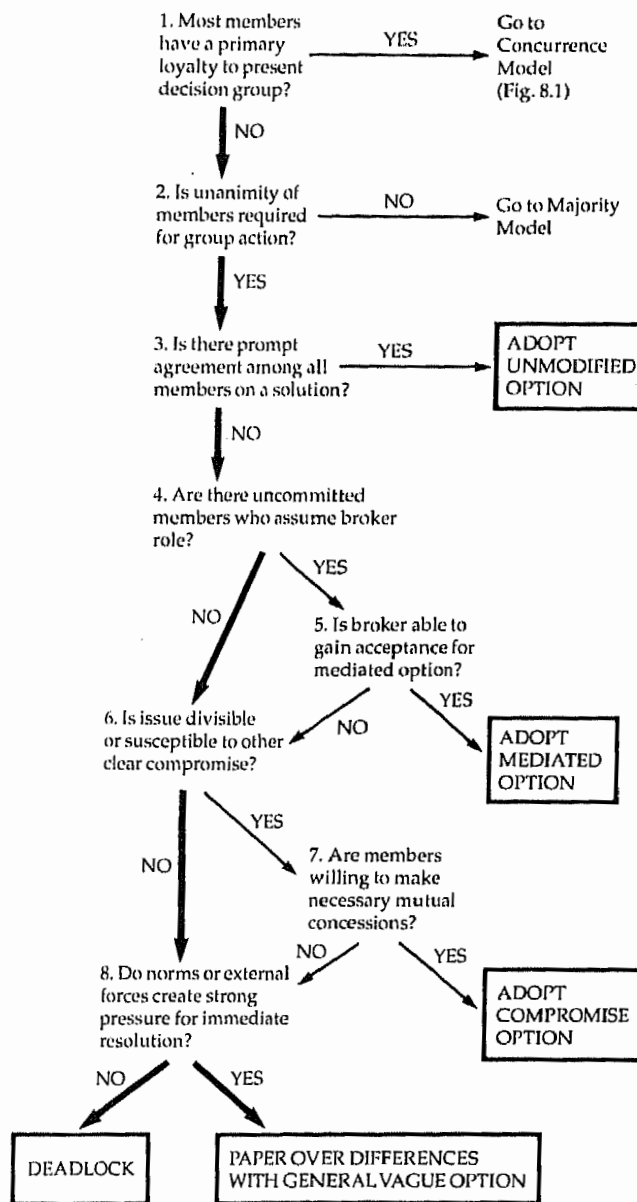 1. Most members
have a primary
loyalty to present
decision group?
YES
Go to
Concurrence
Model
(Fig. 8.1)
NO
2. Is unanimity of
members required
for group action?
NO
Go to Majority
Model
YES
3. Is there prompt
agreement among all
members on a solution?
YES
ADOPT
UNMODIFIED
OPTION
NO
4. Are there uncommitted
members who assume broker
role?
YES
NO
5. Is broker able to
gain acceptance for
mediated option?
YES
NO
ADOPT
MEDIATED
OPTION
6. Is issue divisible
or susceptible to other
clear compromise?
YES
NO
7. Are members
willing to make
necessary mutual
concessions?
NO
YES
ADOPT
COMPROMISE
OPTION
8. Do norms or external
forces create strong
pressure for immediate
resolution?
NO
YES
DEADLOCK
PAPER OVER DIFFERENCES
WITH GENERAL VAGUE OPTION